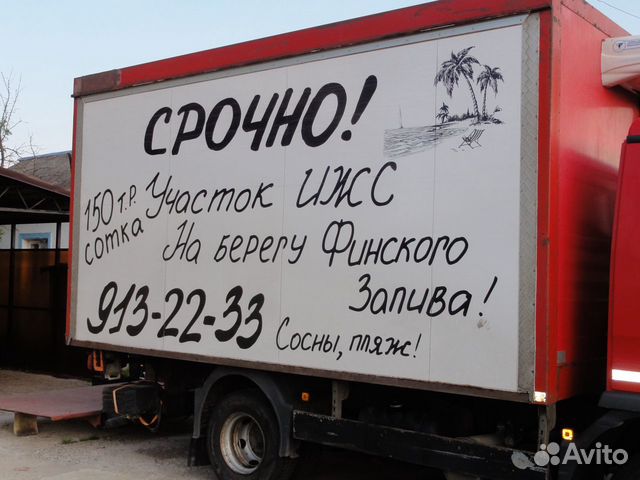 СРОЧНО!
150 т.р. сотка
Участок ИЖС
На берегу Финского
Залива!
913-22-33
Сосны, пляж!
Avito